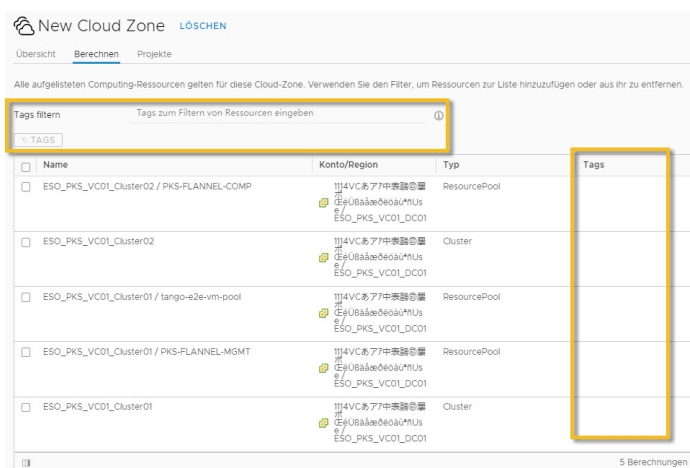 New Cloud Zone LÖSCHEN
Übersicht Berechnen Projekte
Alle aufgelisteten Computing-Ressourcen gelten für diese Cloud-Zone. Verwenden Sie den Filter, um Ressourcen zur Liste hinzuzufügen oder aus ihr zu entfernen.
Tags filtern Tags zum Filtern von Ressourcen eingeben
TAGS
Name Konto/Region Typ Tags
ESO_PKS_VC01_Cluster02 / PKS-FLANNEL-COMP ResourcePool
ESO_PKS_VC01_DC01
ESO_PKS_VC01_Cluster02 Cluster
ESO_PKS_VC01_DC01
ESO_PKS_VC01_Cluster01 / tango-e2e-vm-pool ResourcePool
ESO_PKS_VC01_DC01
ESO_PKS_VC01_Cluster01 / PKS-FLANNEL-MGMT ResourcePool
ESO_PKS_VC01_DC01
ESO_PKS_VC01_Cluster01 Cluster
ESO_PKS_VC01_DC01
5 Berechnungen